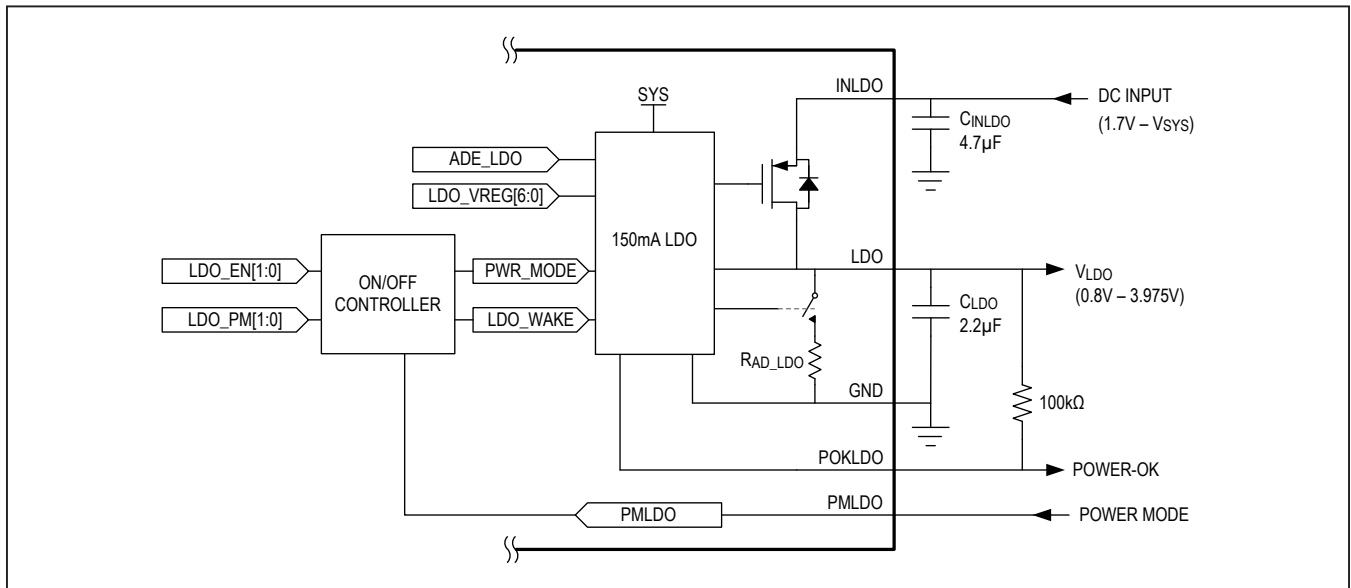 SYS
INLDO
DC INPUT
(1.7V – VSYS)
CINLDO
4.7µF
ADE_LDO
LDO_VREG[6:0]
150mA LDO
LDO_EN[1:0]
LDO_PM[1:0]
ON/OFF
CONTROLLER
PWR_MODE
LDO_WAKE
LDO
VLDO
(0.8V – 3.975V)
CLDO
2.2µF
RAD_LDO
GND
100kΩ
POKLDO
POWER-OK
PMLDO
PMLDO
POWER MODE